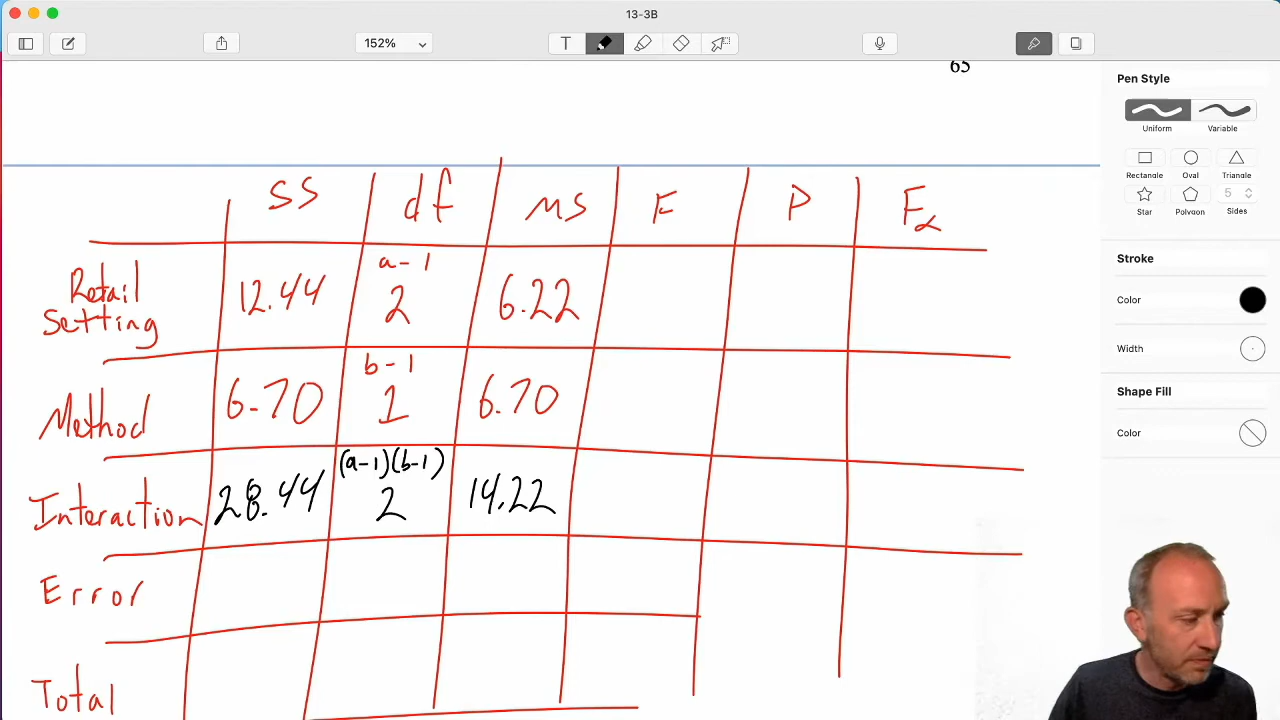 13-3B
152%
T
65
Pen Style
Uniform
Variable
Rectangle
Oval
Triangle
Star
Polygon
5
Sides
Stroke
Color
Width
Shape Fill
Color
SS df MS F P Fα
a-1
Retail
Setting
12.44 2 6.22
b-1
Method 6.70 1 6.70
(a-1)(b-1)
Interaction 28.44 2 14.22
Error
Total